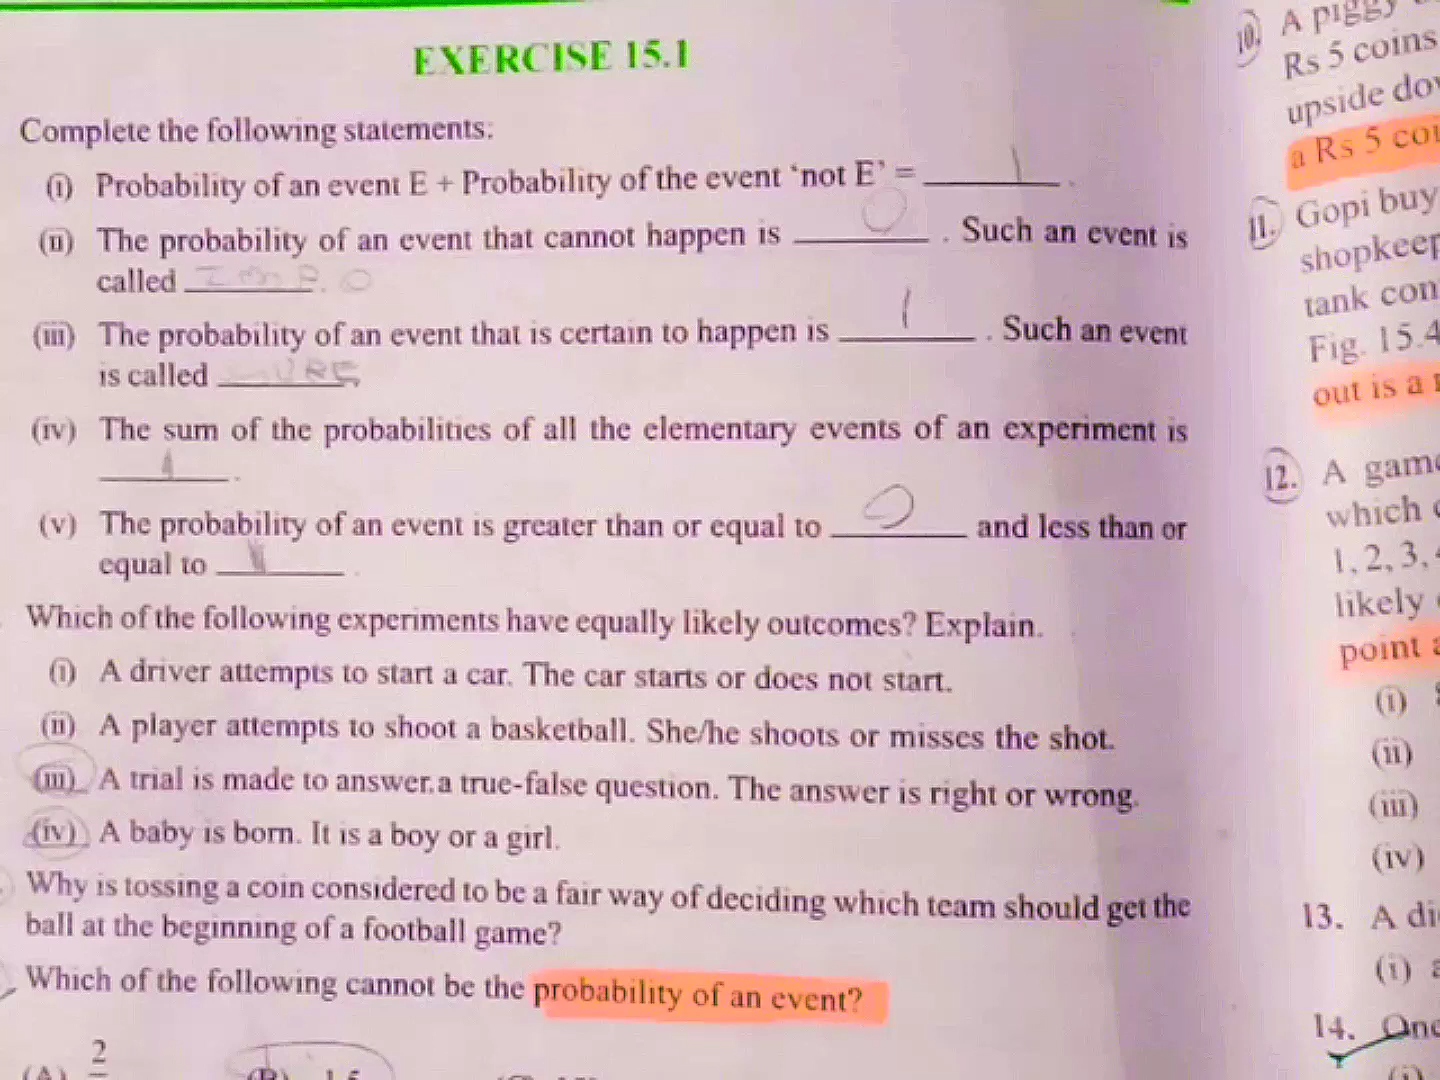 EXERCISE 15.1
Complete the following statements:
(i) Probability of an event E + Probability of the event 'not E' = 1 .
(ii) The probability of an event that cannot happen is 0 . Such an event is
called Imp o .
(iii) The probability of an event that is certain to happen is 1 . Such an event
is called SURE .
(iv) The sum of the probabilities of all the elementary events of an experiment is
1 .
(v) The probability of an event is greater than or equal to 0 and less than or
equal to 1 .
Which of the following experiments have equally likely outcomes? Explain.
(i) A driver attempts to start a car. The car starts or does not start.
(ii) A player attempts to shoot a basketball. She/he shoots or misses the shot.
(iii) A trial is made to answer a true-false question. The answer is right or wrong.
(iv) A baby is born. It is a boy or a girl.
Why is tossing a coin considered to be a fair way of deciding which team should get the
ball at the beginning of a football game?
Which of the following cannot be the probability of an event?
(A) 2 (B)
10. A piggy
Rs 5 coins
upside
a Rs 5
11. Gopi buy
tank
Fig. 15.4
out is a
12. A
which
1, 2, 3,
likely
point
(i)
(ii)
(iii)
(iv)
13. A
(i)
14.
(i)